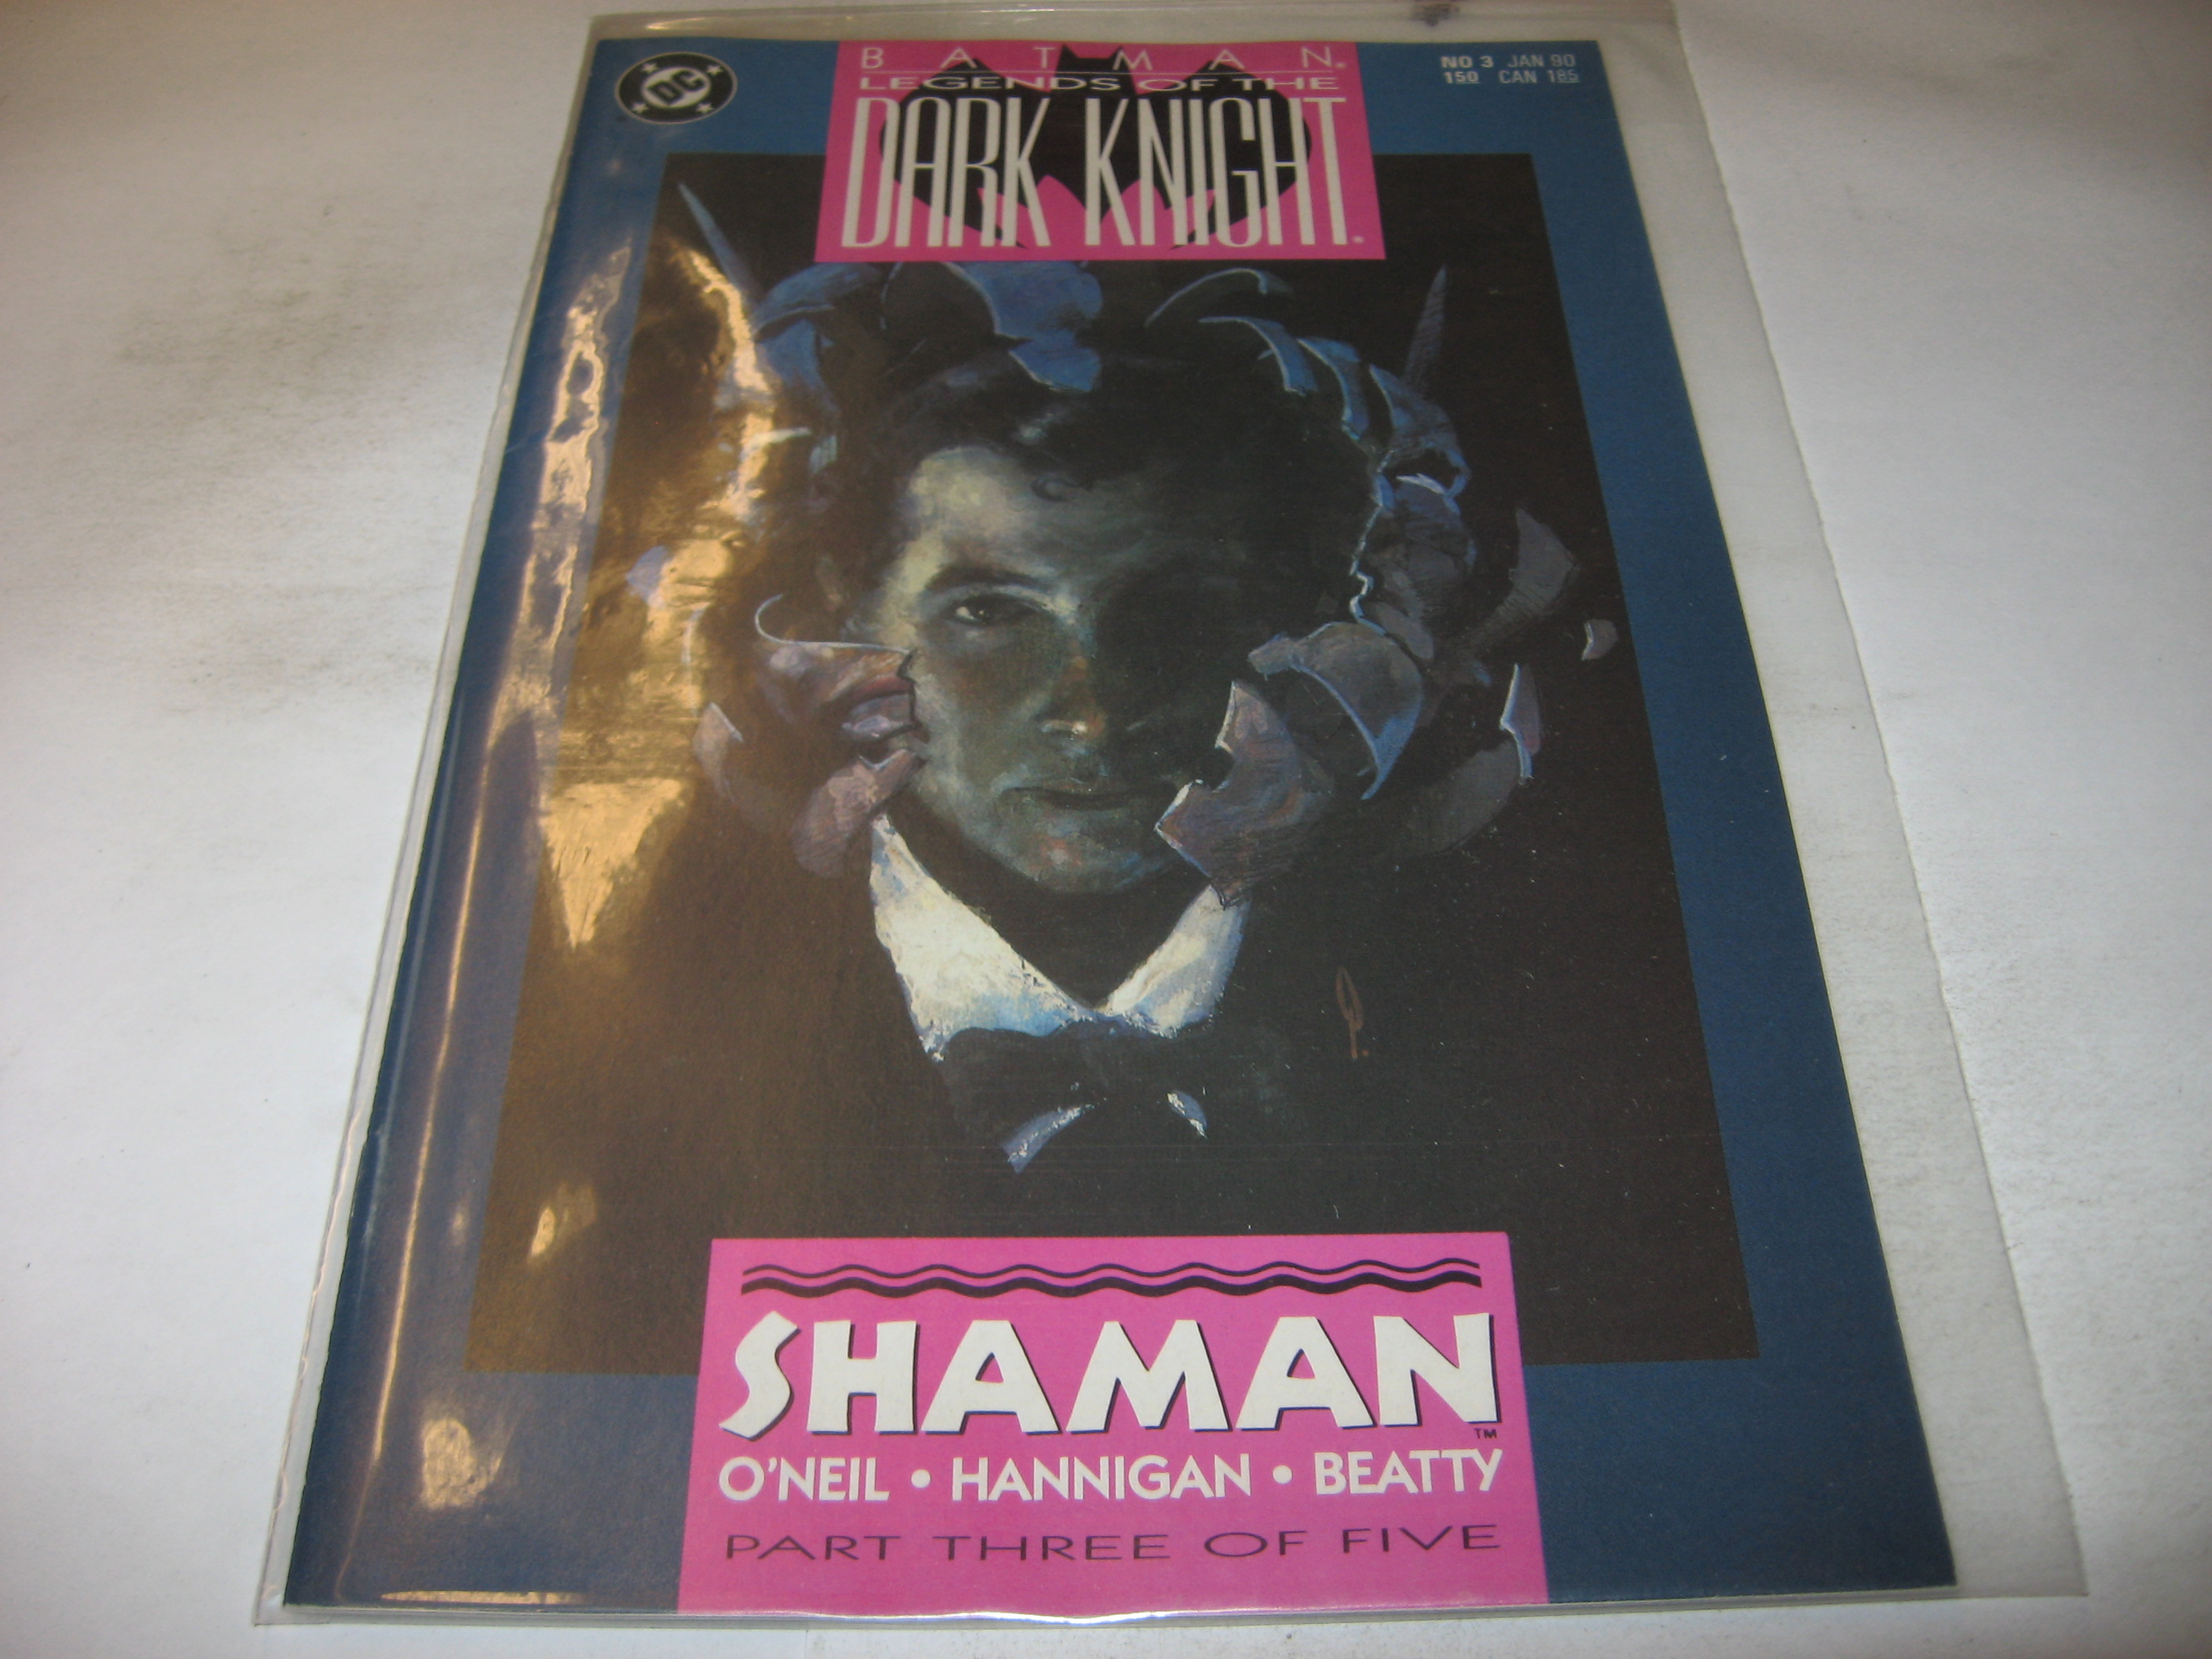 DC
BATMAN®
LEGENDS OF THE
DARK KNIGHT®
NO 3 JAN 90
150 CAN 185
SHAMAN™
O'NEIL • HANNIGAN • BEATTY
PART THREE OF FIVE